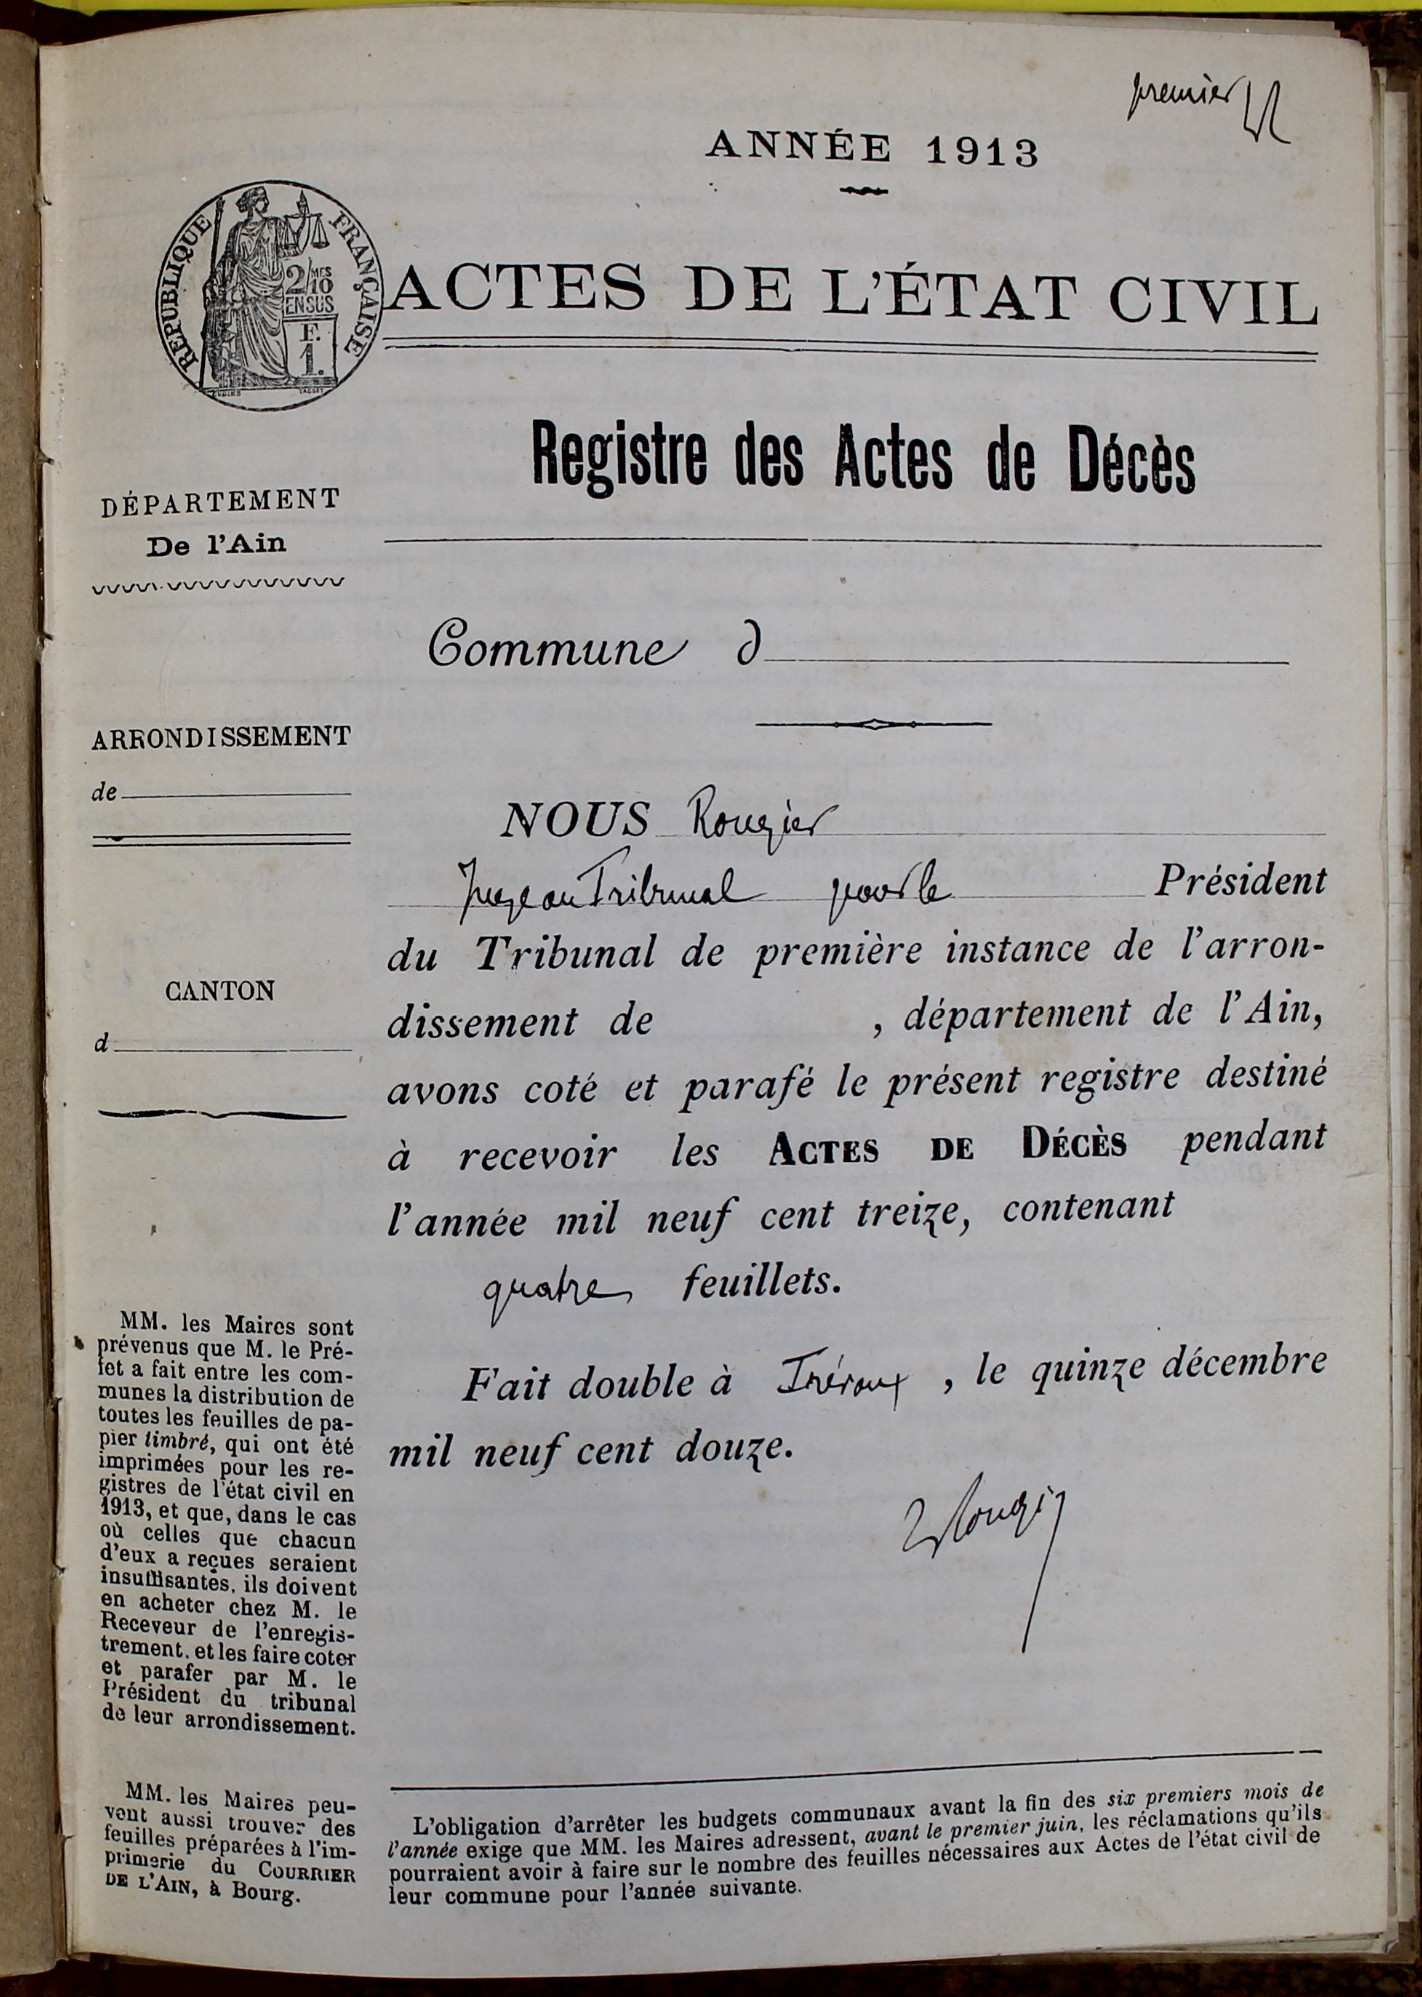 premier
ANNÉE 1913
RÉPUBLIQUE FRANÇAISE
2/MES
10
EN SUS
F.
1.
ACTES DE L'ÉTAT CIVIL
Registre des Actes de Décès
DÉPARTEMENT
De l'Ain
Commune d
ARRONDISSEMENT
de
CANTON
d
NOUS Rougier
Juge au Tribunal pour le Président
du Tribunal de première instance de l'arron-
dissement de , département de l'Ain,
avons coté et parafé le présent registre destiné
à recevoir les ACTES DE DÉCÈS pendant
l'année mil neuf cent treize, contenant
quatre feuillets.
Fait double à Trévoux , le quinze décembre
mil neuf cent douze.
Rougier
MM. les Maires sont
prévenus que M. le Pré-
fet a fait entre les com-
munes la distribution de
toutes les feuilles de pa-
pier timbré, qui ont été
imprimées pour les re-
gistres de l'état civil en
1913, et que, dans le cas
où celles que chacun
d'eux a reçues seraient
insuffisantes, ils doivent
en acheter chez M. le
Receveur de l'enregis-
trement, et les faire coter
et parafer par M. le
Président du tribunal
de leur arrondissement.
MM. les Maires peu-
vent aussi trouver des
feuilles préparées à l'im-
primerie du COURRIER
DE L'AIN, à Bourg.
L'obligation d'arrêter les budgets communaux avant la fin des six premiers mois de
l'année exige que MM. les Maires adressent, avant le premier juin, les réclamations qu'ils
pourraient avoir à faire sur le nombre des feuilles nécessaires aux Actes de l'état civil de
leur commune pour l'année suivante.